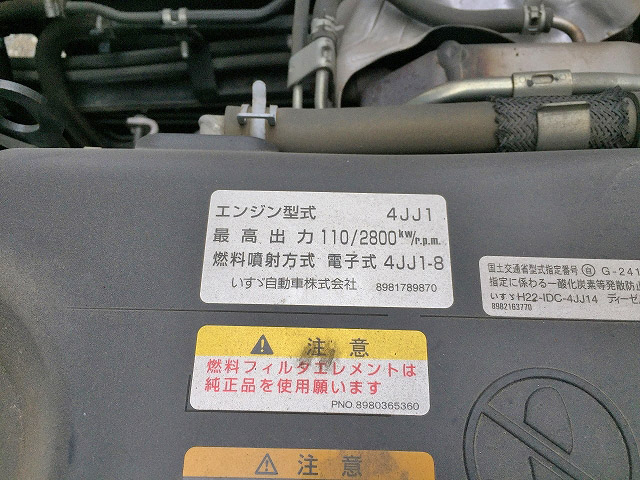 エンジン型式 4JJ1
最高出力 110/2800kW/r.p.m.
燃料噴射方式 電子式 4JJ1-8
いすゞ自動車株式会社 8981789870
国土交通省型式指定番号 G-241
指定に係わる一酸化炭素等発散防止
いすゞH22-IDC-4JJ14 ディーゼ
8982163770
⚠ 注意
燃料フィルタエレメントは
純正品を使用願います
PNO.8980365360
⚠ 注意